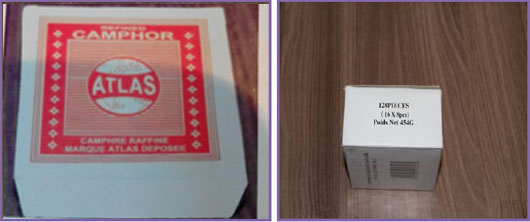 REFINED
CAMPHOR
ATLAS
CAMPHRE RAFFINE
MARQUE ATLAS DEPOSEE
128PIECES
( 16 X 8pcs)
Poids Net 454G